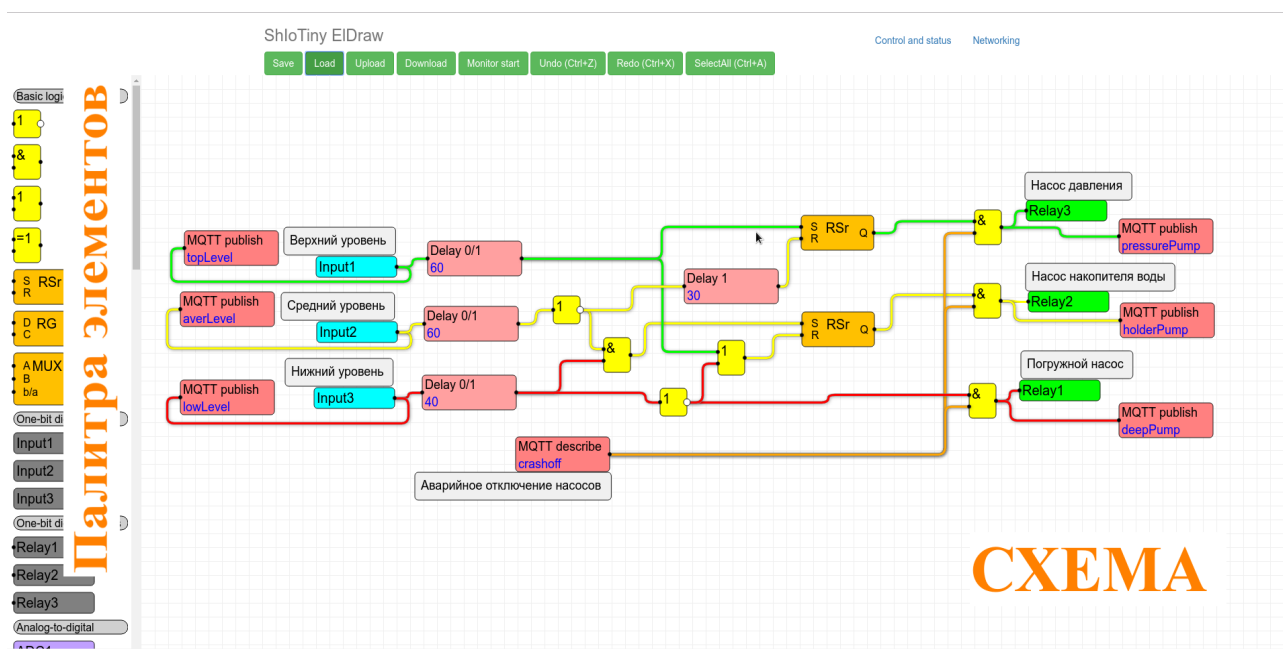 ShIoTiny ElDraw
Control and status
Networking
Save
Load
Upload
Download
Monitor start
Undo (Ctrl+Z)
Redo (Ctrl+X)
SelectAll (Ctrl+A)
Палитра элементов
Basic logi
1
&
1
=1
S RSr
R
D RG
C
A MUX
B
b/a
One-bit di
Input1
Input2
Input3
One-bit di
Relay1
Relay2
Relay3
Analog-to-digital
MQTT publish
topLevel
Верхний уровень
Input1
Delay 0/1
60
MQTT publish
averLevel
Средний уровень
Input2
Delay 0/1
60
1
&
MQTT publish
lowLevel
Нижний уровень
Input3
Delay 0/1
40
1
1
Delay 1
30
S RSr
R Q
S RSr
R Q
MQTT describe
crashoff
Аварийное отключение насосов
&
Насос давления
Relay3
MQTT publish
pressurePump
&
Насос накопителя воды
Relay2
MQTT publish
holderPump
&
Погружной насос
Relay1
MQTT publish
deepPump
СХЕМА